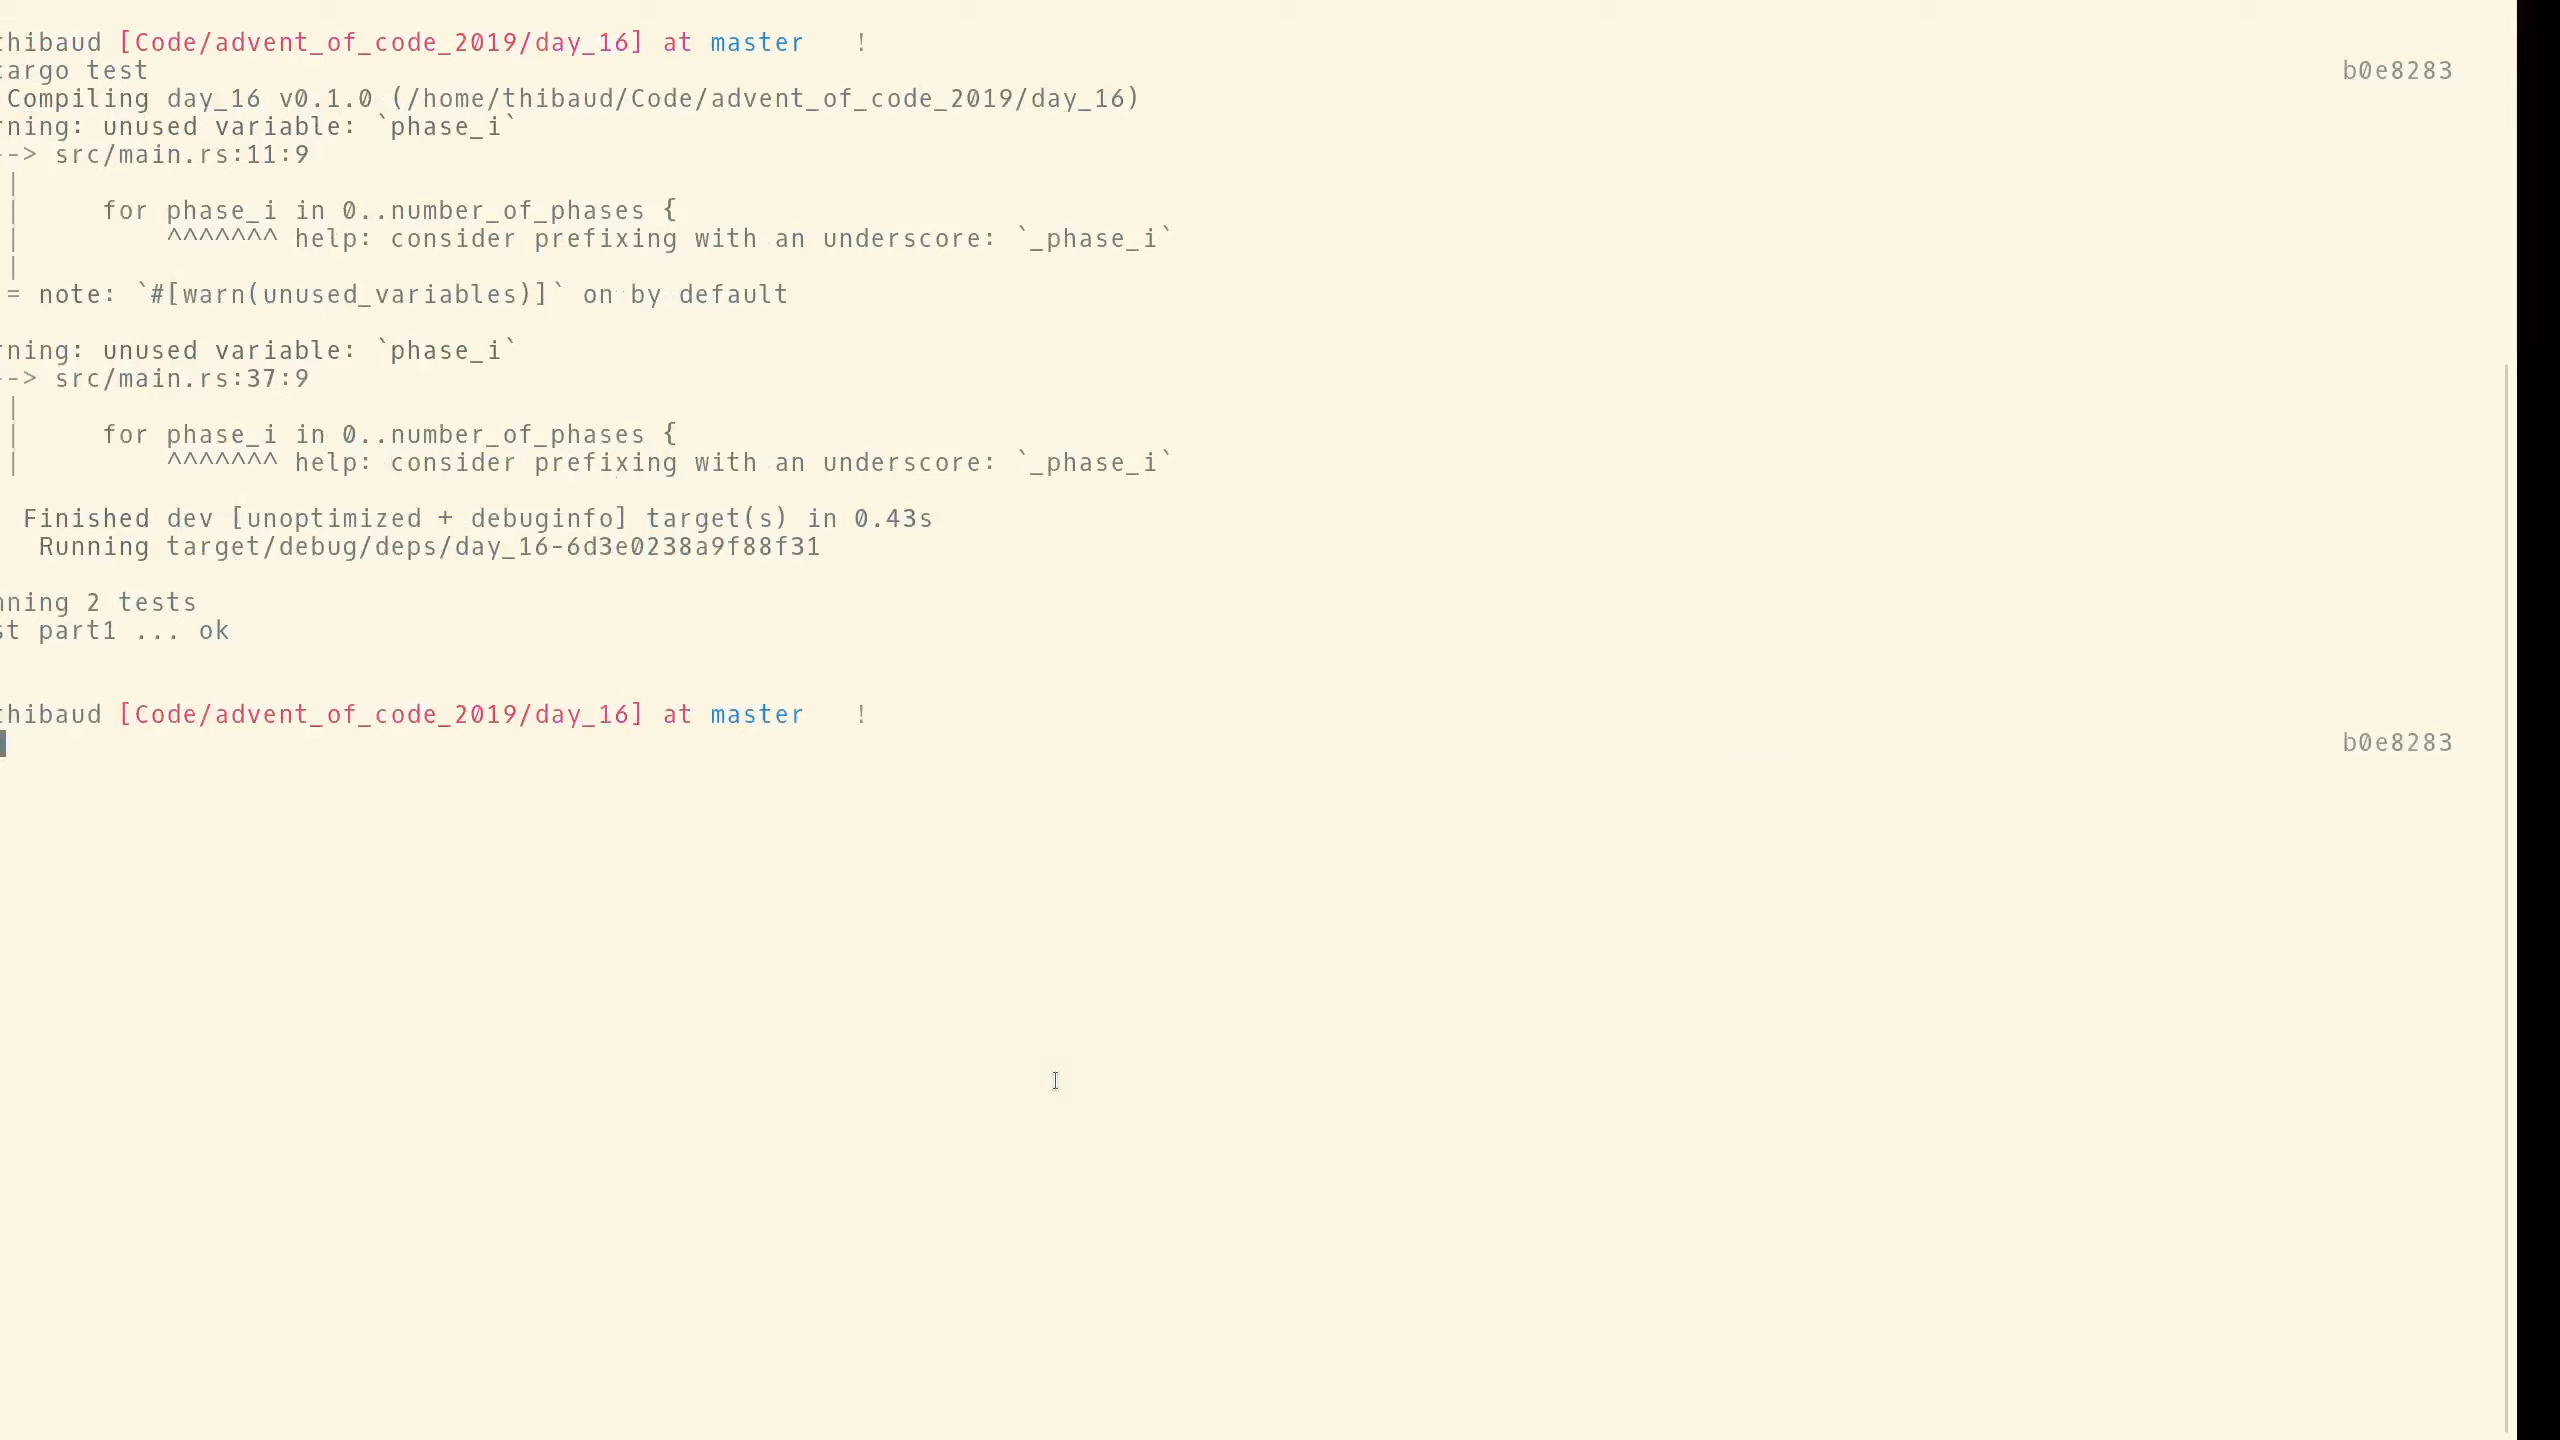 thibaud [Code/advent_of_code_2019/day_16] at master !
cargo test b0e8283
Compiling day_16 v0.1.0 (/home/thibaud/Code/advent_of_code_2019/day_16)
rning: unused variable: `phase_i`
-> src/main.rs:11:9
|
| for phase_i in 0..number_of_phases {
| ^^^^^^^ help: consider prefixing with an underscore: `_phase_i`
|
= note: `#[warn(unused_variables)]` on by default
rning: unused variable: `phase_i`
-> src/main.rs:37:9
|
| for phase_i in 0..number_of_phases {
| ^^^^^^^ help: consider prefixing with an underscore: `_phase_i`
Finished dev [unoptimized + debuginfo] target(s) in 0.43s
Running target/debug/deps/day_16-6d3e0238a9f88f31
nning 2 tests
st part1 ... ok
thibaud [Code/advent_of_code_2019/day_16] at master !
b0e8283